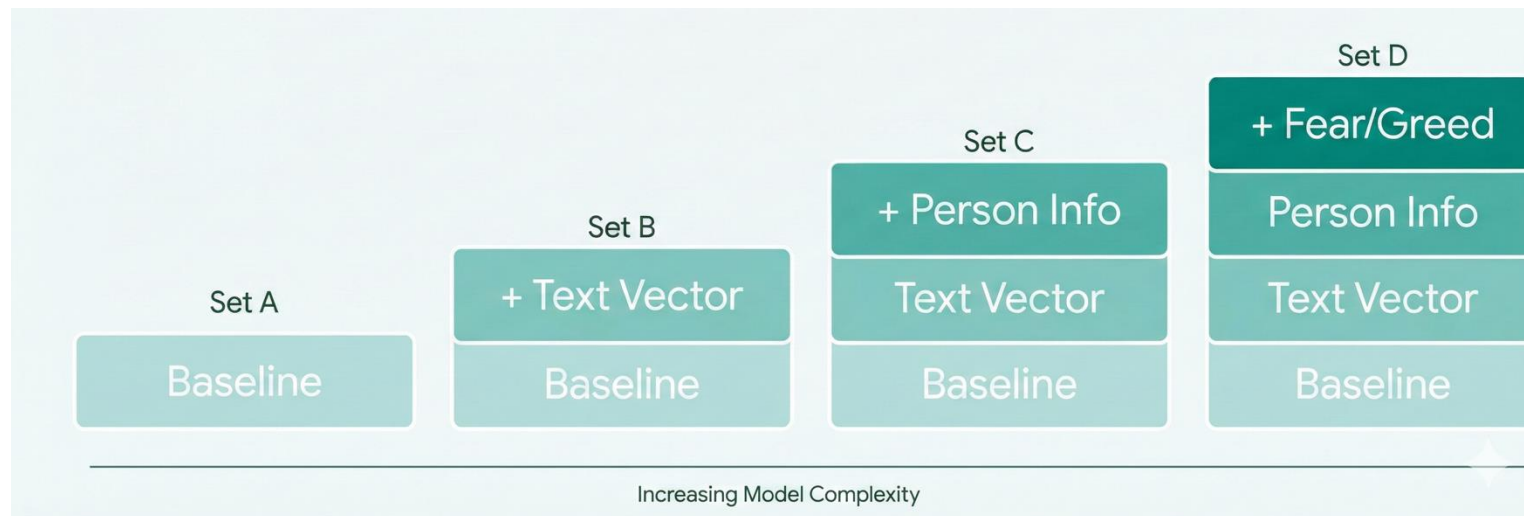 Set A
Baseline
Set B
+ Text Vector
Baseline
Set C
+ Person Info
Text Vector
Baseline
Set D
+ Fear/Greed
Person Info
Text Vector
Baseline
Increasing Model Complexity